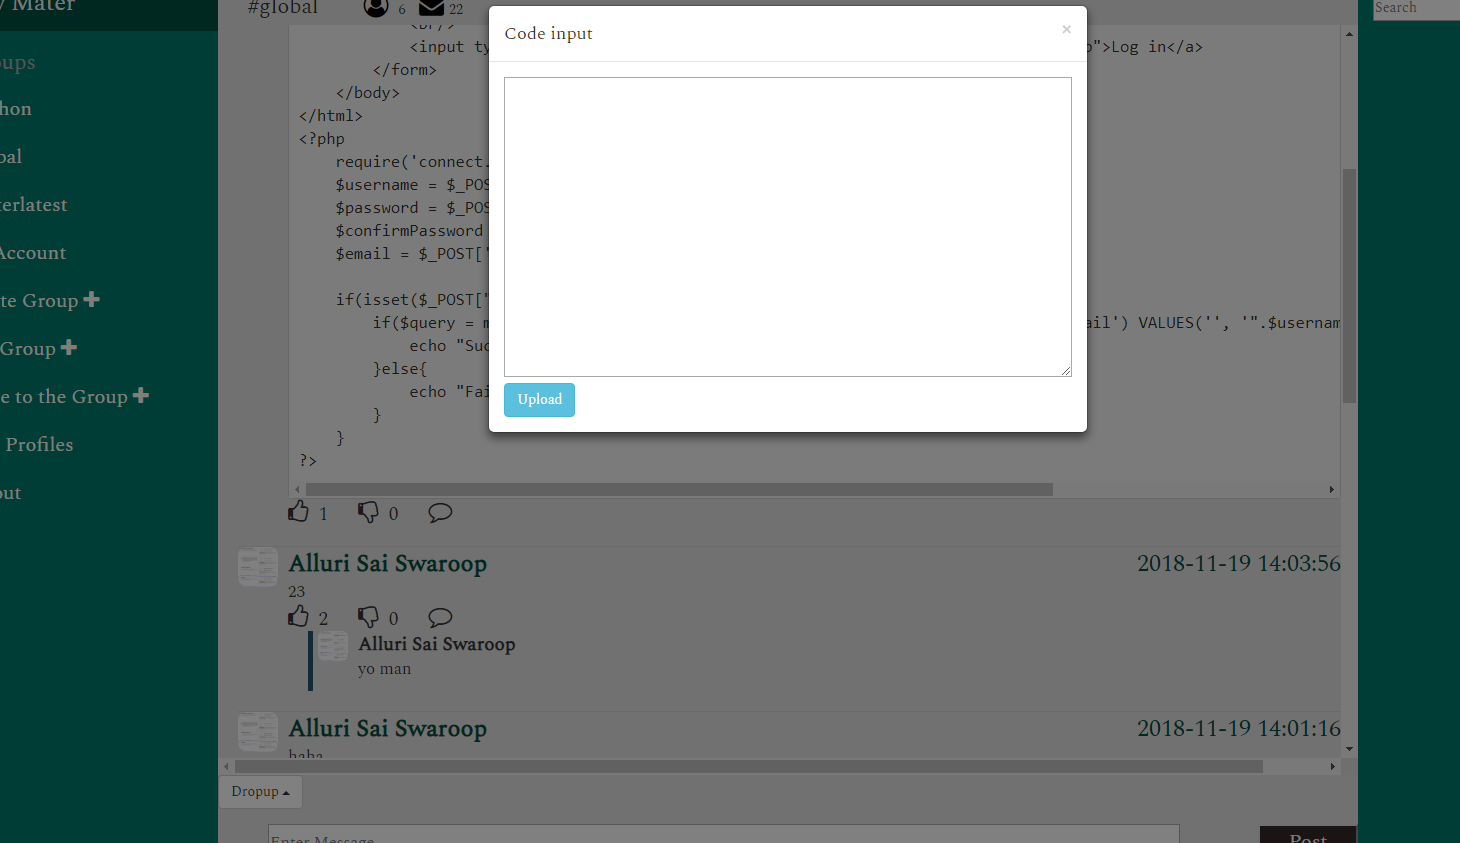 Mater
#global 6 22
Search
Code input ×
<input ty
">Log in</a>
</form>
</body>
</html>
<?php
require('connect.
$username = $_POS
$password = $_POS
$confirmPassword
$email = $_POST['
if(isset($_POST["
if($query = m
ail') VALUES('', '".$usernam
echo "Suc
}else{
echo "Fai
}
}
?>
Upload
ups
hon
bal
terlatest
Account
te Group
Group
e to the Group
Profiles
out
1 0
Alluri Sai Swaroop 2018-11-19 14:03:56
23
2 0
Alluri Sai Swaroop
yo man
Alluri Sai Swaroop 2018-11-19 14:01:16
haha
Dropup
Enter Message
Post